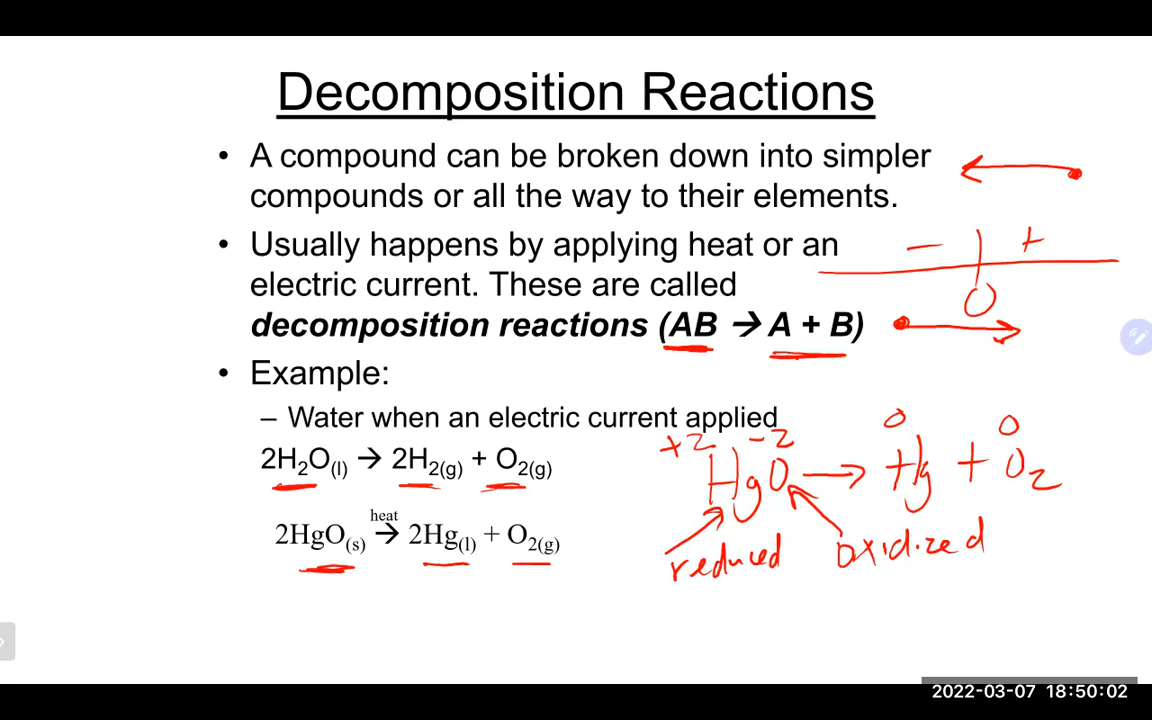 Decomposition Reactions
• A compound can be broken down into simpler
compounds or all the way to their elements.
• Usually happens by applying heat or an
electric current. These are called
decomposition reactions (AB → A + B)
− +
0
• Example:
– Water when an electric current applied
2H₂O(l) → 2H₂(g) + O₂(g)
+2 −2 0 0
HgO → Hg + O₂
heat
2HgO(s) → 2Hg(l) + O₂(g)
reduced oxidized
2022-03-07 18:50:02